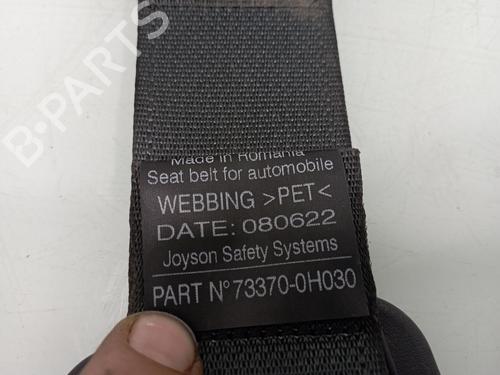 B-PARTS
Made in Romania
Seat belt for automobile
WEBBING >PET<
DATE: 080622
Joyson Safety Systems
PART N° 73370-0H030